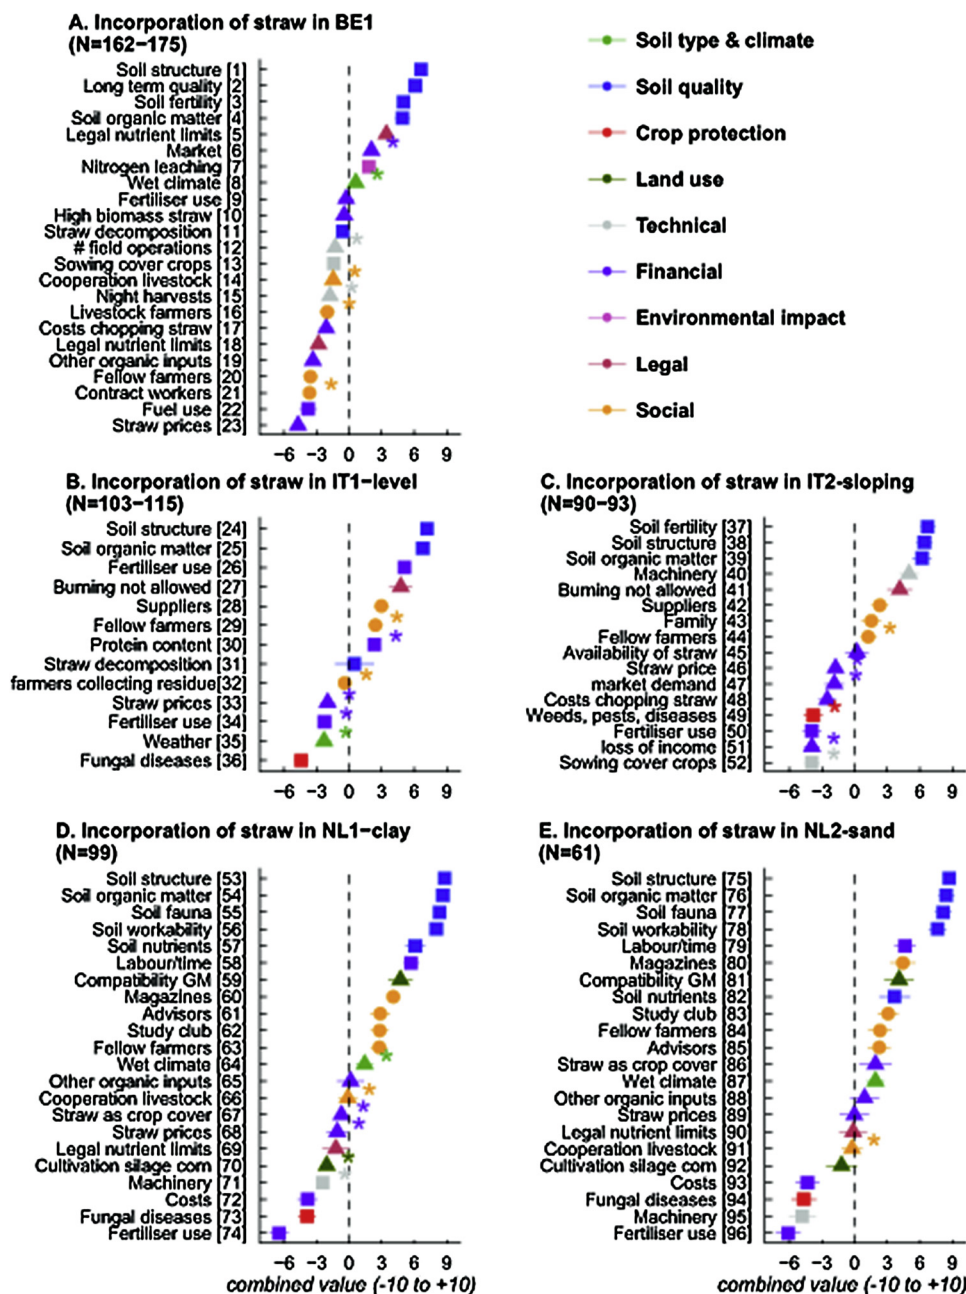 A. Incorporation of straw in BE1
(N=162−175)
Soil structure [1]
Long term quality [2]
Soil fertility [3]
Soil organic matter [4]
Legal nutrient limits [5]
Market [6]
Nitrogen leaching [7]
Wet climate [8]
Fertiliser use [9]
High biomass straw [10]
Straw decomposition [11]
# field operations [12]
Sowing cover crops [13]
Cooperation livestock [14]
Night harvests [15]
Livestock farmers [16]
Costs chopping straw [17]
Legal nutrient limits [18]
Other organic inputs [19]
Fellow farmers [20]
Contract workers [21]
Fuel use [22]
Straw prices [23]
−6 −3 0 3 6 9
Soil type & climate
Soil quality
Crop protection
Land use
Technical
Financial
Environmental impact
Legal
Social
B. Incorporation of straw in IT1−level
(N=103−115)
Soil structure [24]
Soil organic matter [25]
Fertiliser use [26]
Burning not allowed [27]
Suppliers [28]
Fellow farmers [29]
Protein content [30]
Straw decomposition [31]
farmers collecting residue[32]
Straw prices [33]
Fertiliser use [34]
Weather [35]
Fungal diseases [36]
−6 −3 0 3 6 9
C. Incorporation of straw in IT2-sloping
(N=90−93)
Soil fertility [37]
Soil structure [38]
Soil organic matter [39]
Machinery [40]
Burning not allowed [41]
Suppliers [42]
Family [43]
Fellow farmers [44]
Availability of straw [45]
Straw price [46]
market demand [47]
Costs chopping straw [48]
Weeds, pests, diseases [49]
Fertiliser use [50]
loss of income [51]
Sowing cover crops [52]
−6 −3 0 3 6 9
D. Incorporation of straw in NL1−clay
(N=99)
Soil structure [53]
Soil organic matter [54]
Soil fauna [55]
Soil workability [56]
Soil nutrients [57]
Labour/time [58]
Compatibility GM [59]
Magazines [60]
Advisors [61]
Study club [62]
Fellow farmers [63]
Wet climate [64]
Other organic inputs [65]
Cooperation livestock [66]
Straw as crop cover [67]
Straw prices [68]
Legal nutrient limits [69]
Cultivation silage corn [70]
Machinery [71]
Costs [72]
Fungal diseases [73]
Fertiliser use [74]
−6 −3 0 3 6 9
combined value (-10 to +10)
E. Incorporation of straw in NL2-sand
(N=61)
Soil structure [75]
Soil organic matter [76]
Soil fauna [77]
Soil workability [78]
Labour/time [79]
Magazines [80]
Compatibility GM [81]
Soil nutrients [82]
Study club [83]
Fellow farmers [84]
Advisors [85]
Straw as crop cover [86]
Wet climate [87]
Other organic inputs [88]
Straw prices [89]
Legal nutrient limits [90]
Cooperation livestock [91]
Cultivation silage corn [92]
Costs [93]
Fungal diseases [94]
Machinery [95]
Fertiliser use [96]
−6 −3 0 3 6 9
combined value (-10 to +10)